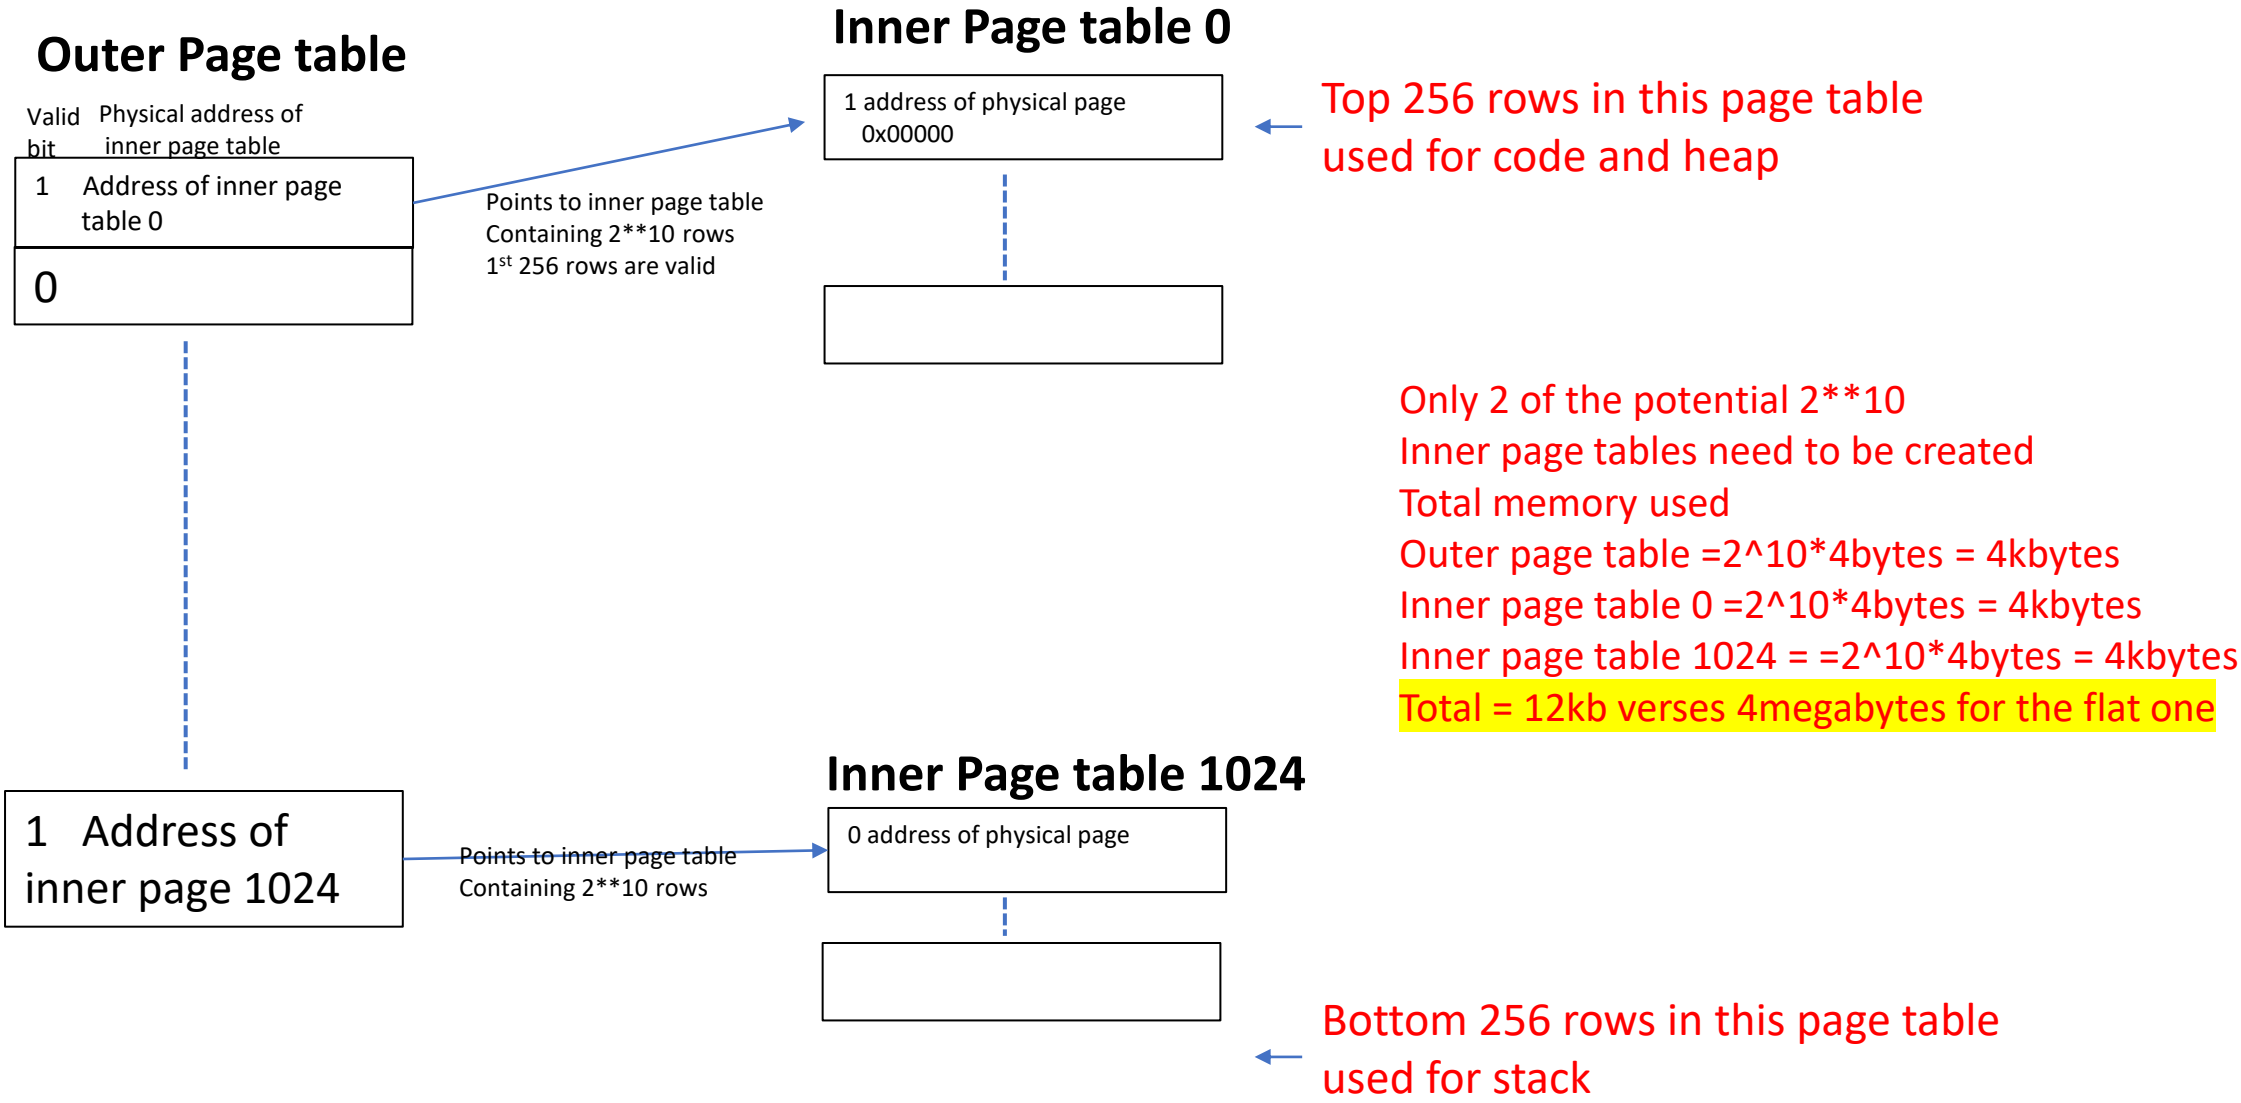 Outer Page table
Valid
bit
Physical address of
inner page table
1 Address of inner page
table 0
0
Points to inner page table
Containing 2**10 rows
1st 256 rows are valid
Inner Page table 0
1 address of physical page
0x00000
Top 256 rows in this page table
used for code and heap
Only 2 of the potential 2**10
Inner page tables need to be created
Total memory used
Outer page table =2^10*4bytes = 4kbytes
Inner page table 0 =2^10*4bytes = 4kbytes
Inner page table 1024 = =2^10*4bytes = 4kbytes
Total = 12kb verses 4megabytes for the flat one
1 Address of
inner page 1024
Points to inner page table
Containing 2**10 rows
Inner Page table 1024
0 address of physical page
Bottom 256 rows in this page table
used for stack